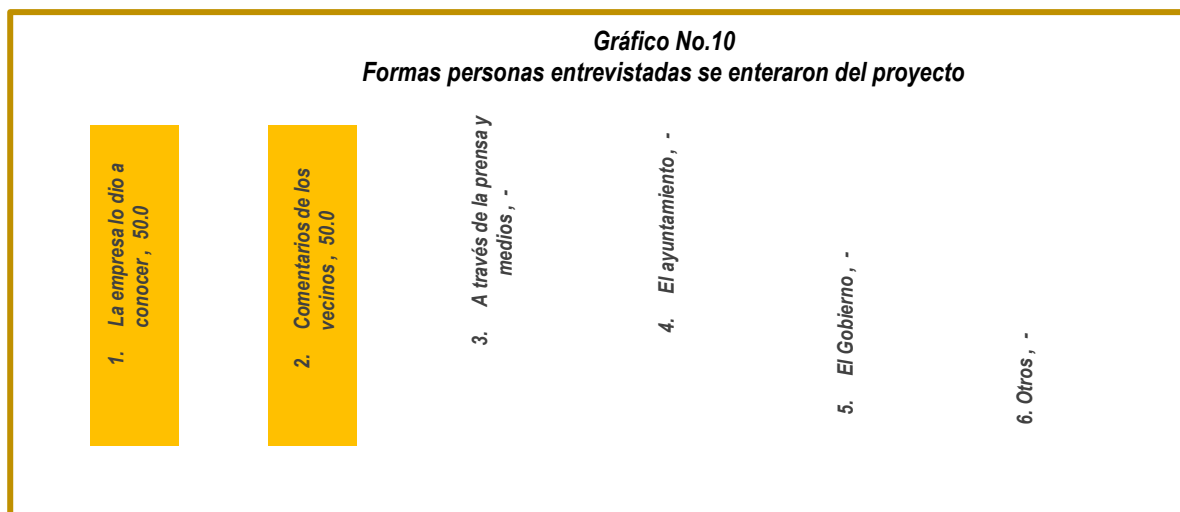 Gráfico No.10
Formas personas entrevistadas se enteraron del proyecto
1. La empresa lo dio a
conocer , 50.0
2. Comentarios de los
vecinos , 50.0
3. A través de la prensa y
medios , -
4. El ayuntamiento , -
5. El Gobierno , -
6. Otros , -